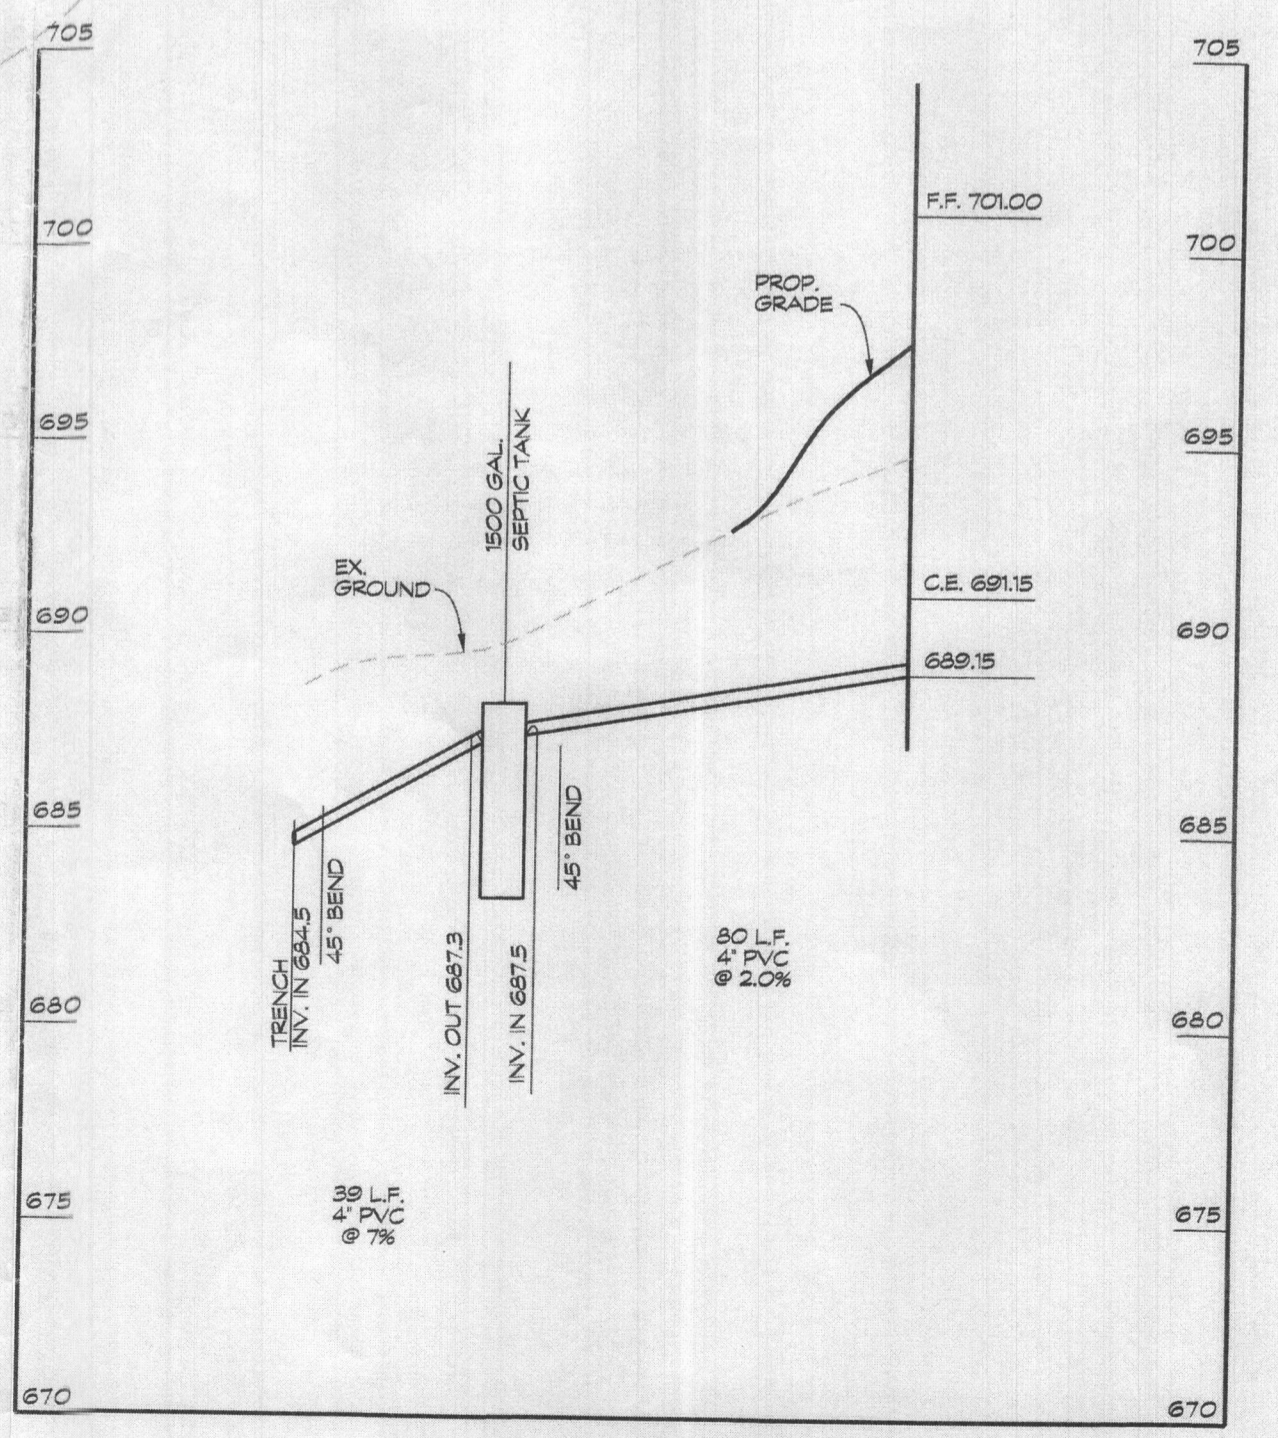 705
705
F.F. 701.00
700
700
PROP.
GRADE
695
695
1500 GAL.
SEPTIC TANK
EX.
GROUND
C.E. 691.15
690
690
689.15
685
685
45° BEND
45° BEND
TRENCH
INV. IN 684.5
INV. OUT 687.3
INV. IN 687.5
80 L.F.
4" PVC
@ 2.0%
680
680
39 L.F.
4" PVC
@ 7%
675
675
670
670